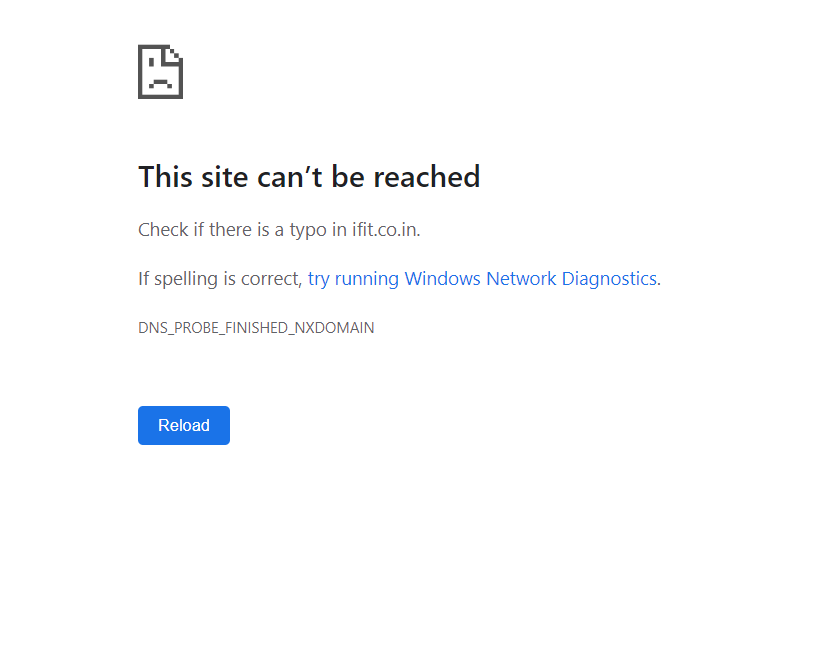 This site can’t be reached
Check if there is a typo in ifit.co.in.
If spelling is correct, try running Windows Network Diagnostics.
DNS_PROBE_FINISHED_NXDOMAIN
Reload